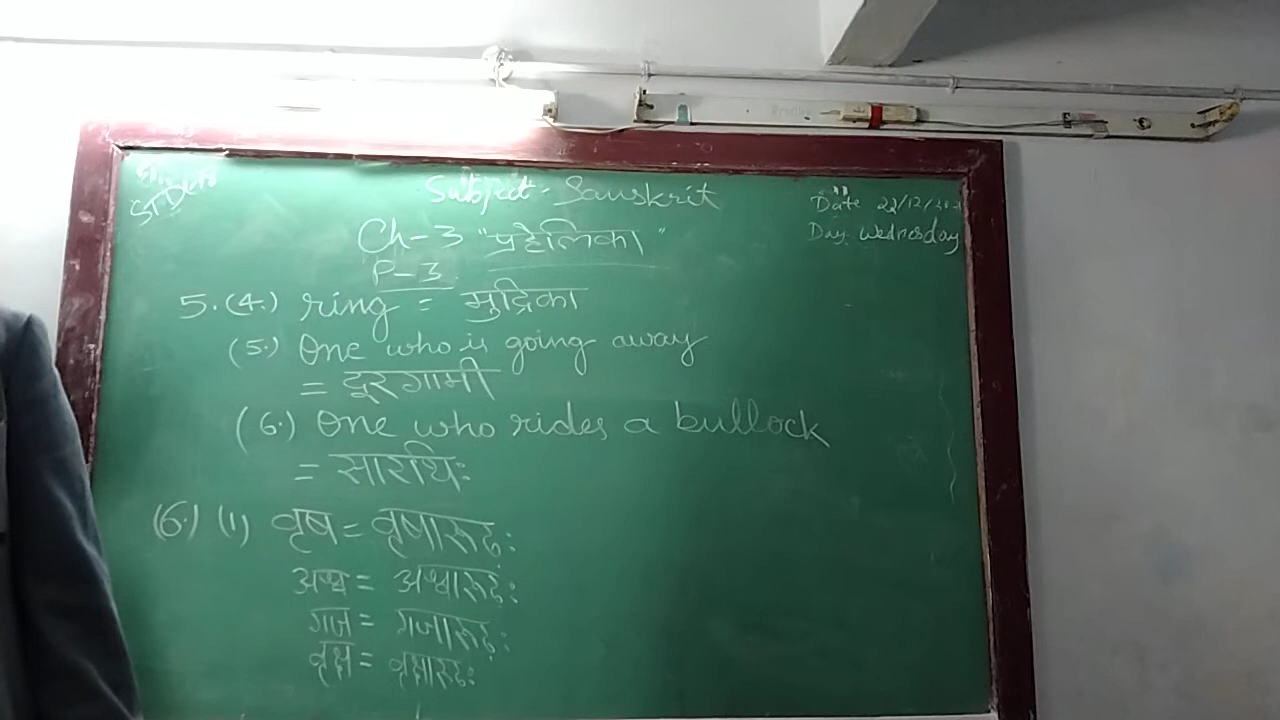 Subject - Sanskrit
STD
Date 22/12/
Day: Wednesday
Ch-3 "प्रहेलिका"
P-3
5.(4.) ring = मुद्रिका
(5.) One who is going away
= दूरगामी
(6.) One who rides a bullock
= सारथिः
(6.) (1) वृष = वृषारूढः
अश्व = अश्वारूढः
गज = गजारूढः
वृक्ष = वृक्षारूढः